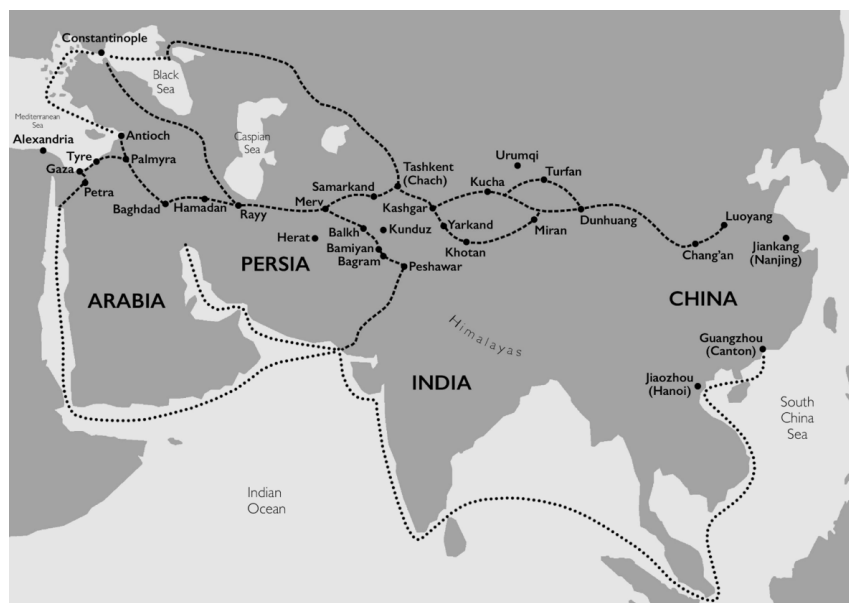 Constantinople
Black
Sea
Mediterranean
Sea
Alexandria
Antioch
Caspian
Sea
Tyre
Palmyra
Gaza
Petra
Baghdad
Hamadan
Rayy
Merv
Samarkand
Tashkent
(Chach)
Kashgar
Kucha
Urumqi
Turfan
Yarkand
Khotan
Miran
Dunhuang
Luoyang
Chang'an
Jiankang
(Nanjing)
Herat
Balkh
Kunduz
Bamiyan
Bagram
Peshawar
PERSIA
ARABIA
CHINA
Himalayas
INDIA
Guangzhou
(Canton)
Jiaozhou
(Hanoi)
South
China
Sea
Indian
Ocean